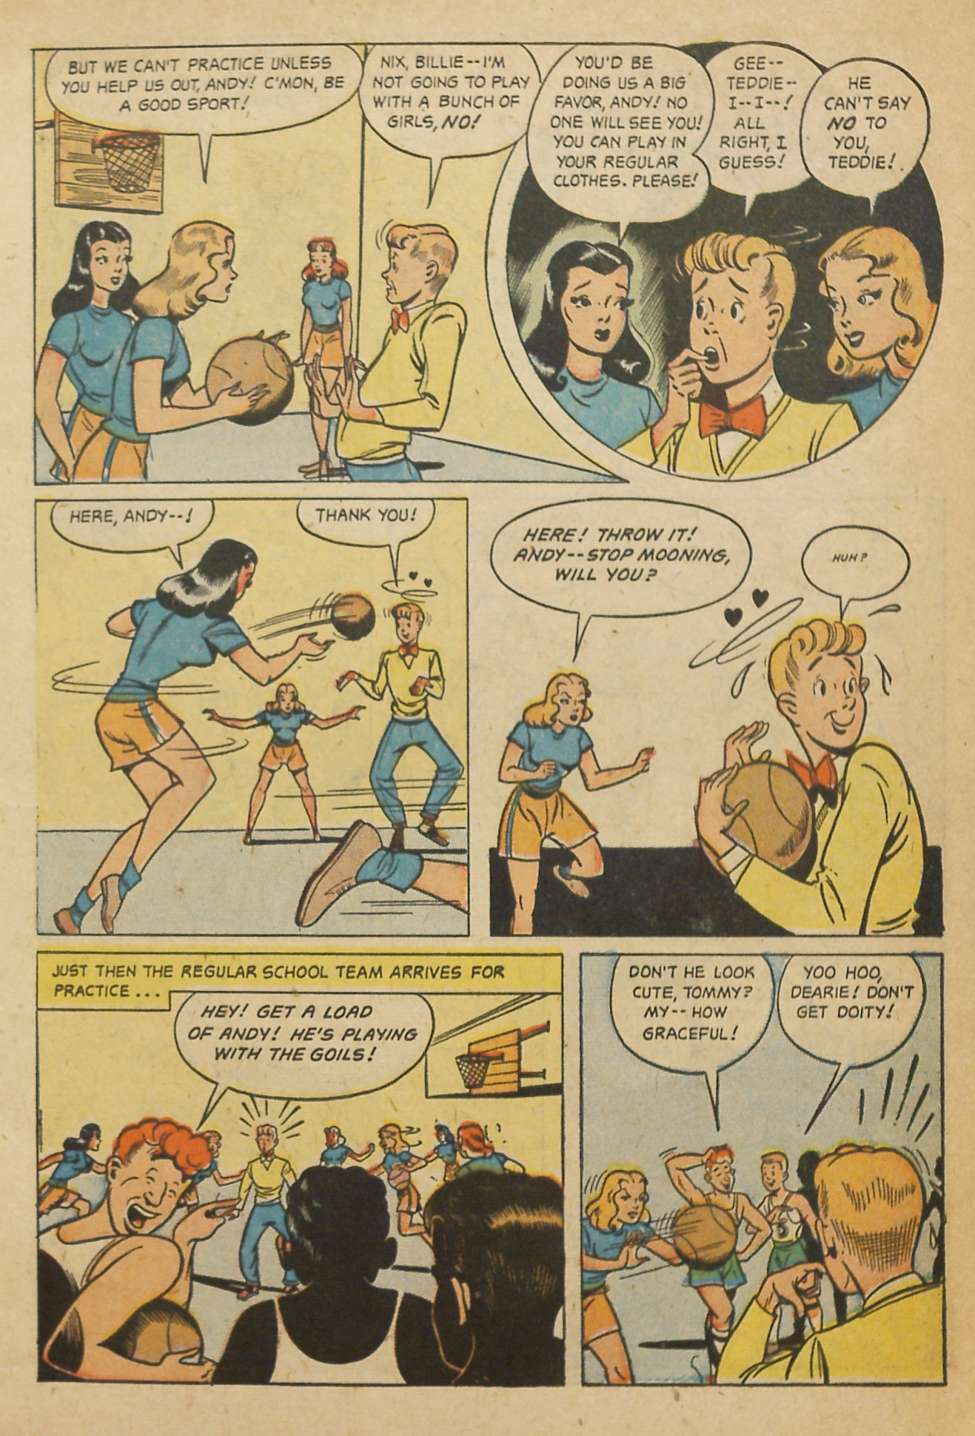 BUT WE CAN'T PRACTICE UNLESS
YOU HELP US OUT, ANDY! C'MON, BE
A GOOD SPORT!
NIX, BILLIE--I'M
NOT GOING TO PLAY
WITH A BUNCH OF
GIRLS, NO!
YOU'D BE
DOING US A BIG
FAVOR, ANDY! NO
ONE WILL SEE YOU!
YOU CAN PLAY IN
YOUR REGULAR
CLOTHES. PLEASE!
GEE--
TEDDIE--
I--I--!
ALL
RIGHT, I
GUESS!
HE
CAN'T SAY
NO TO
YOU,
TEDDIE!
HERE, ANDY--!
THANK YOU!
HERE! THROW IT!
ANDY--STOP MOONING,
WILL YOU?
HUH?
JUST THEN THE REGULAR SCHOOL TEAM ARRIVES FOR
PRACTICE...
HEY! GET A LOAD
OF ANDY! HE'S PLAYING
WITH THE GOILS!
DON'T HE LOOK
CUTE, TOMMY?
MY--HOW
GRACEFUL!
YOO HOO,
DEARIE! DON'T
GET DOITY!